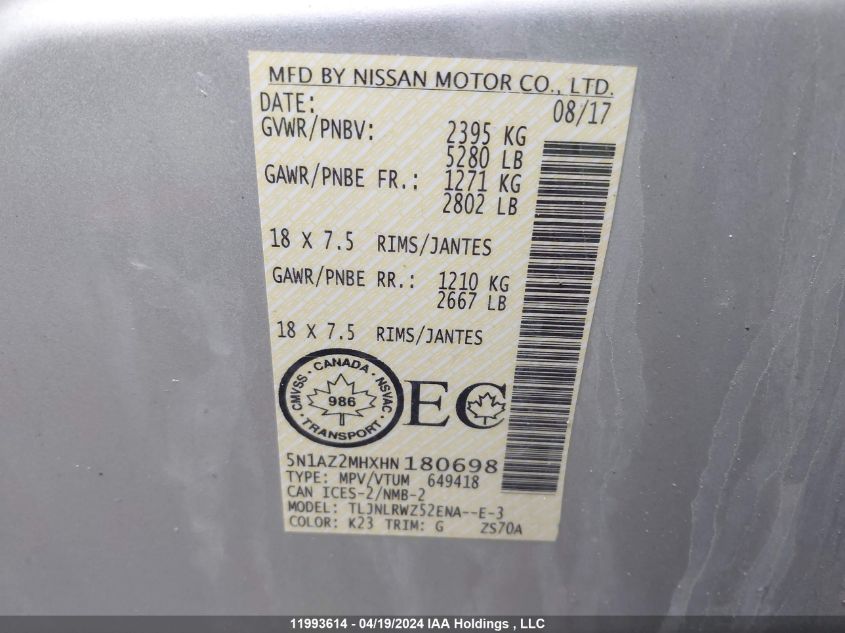 MFD BY NISSAN MOTOR CO., LTD.
DATE: 08/17
GVWR/PNBV: 2395 KG
5280 LB
GAWR/PNBE FR.: 1271 KG
2802 LB
18 X 7.5 RIMS/JANTES
GAWR/PNBE RR.: 1210 KG
2667 LB
18 X 7.5 RIMS/JANTES
CMVSS · CANADA · NSVAC · TRANSPORT ·
986
EC
5N1AZ2MHXHN180698
TYPE: MPV/VTUM 649418
CAN ICES-2/NMB-2
MODEL: TLJNLRWZ52ENA--E-3
COLOR: K23 TRIM: G ZS70A
11993614 - 04/19/2024 IAA Holdings , LLC